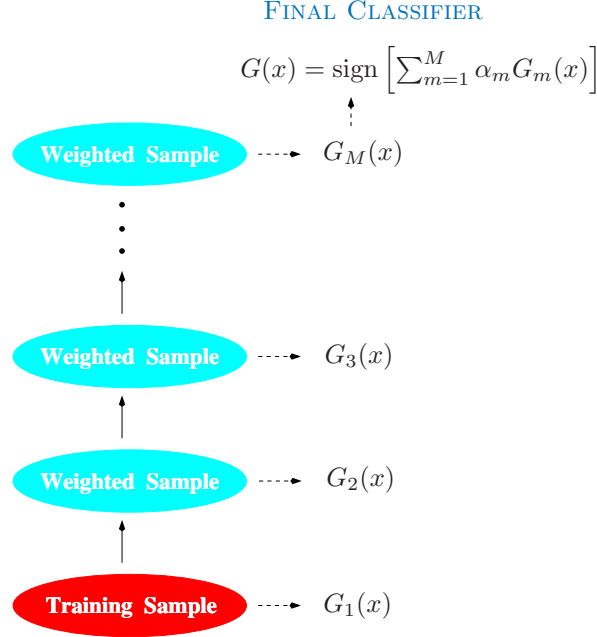 FINAL CLASSIFIER
G(x) = sign [∑_{m=1}^{M} α_m G_m(x)]
Weighted Sample G_M(x)
Weighted Sample G_3(x)
Weighted Sample G_2(x)
Training Sample G_1(x)